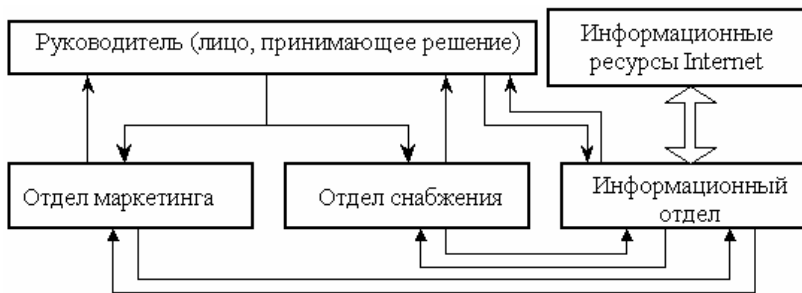 Руководитель (лицо, принимающее решение)
Информационные
ресурсы Internet
Отдел маркетинга
Отдел снабжения
Информационный
отдел